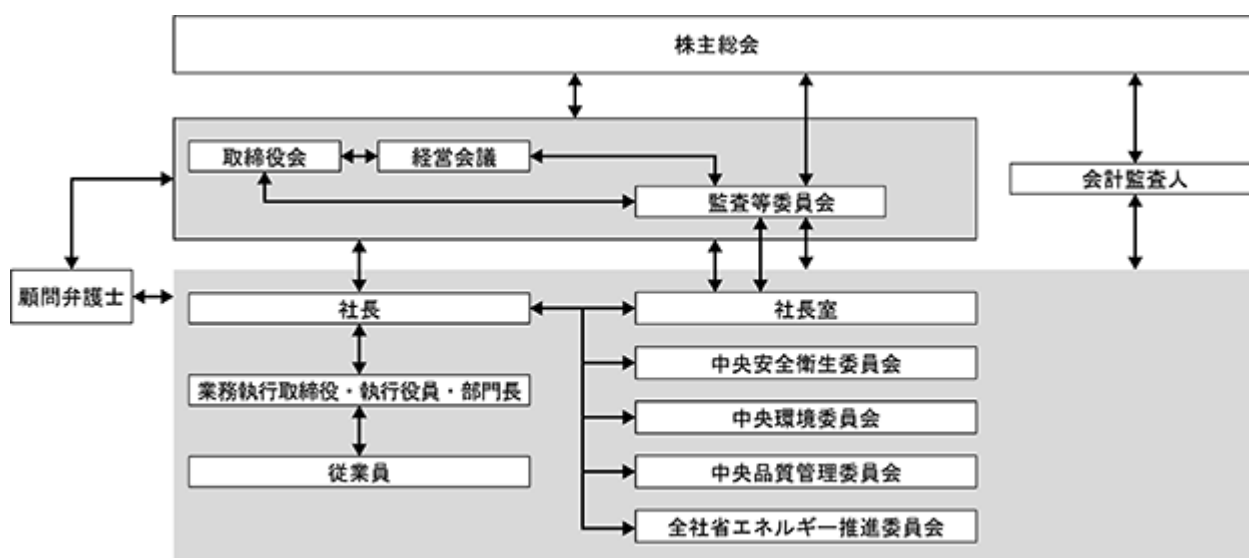 株主総会
取締役会
経営会議
監査等委員会
会計監査人
顧問弁護士
社長
社長室
業務執行取締役・執行役員・部門長
従業員
中央安全衛生委員会
中央環境委員会
中央品質管理委員会
全社省エネルギー推進委員会